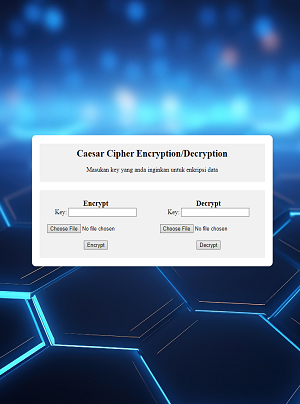 Caesar Cipher Encryption/Decryption
Masukan key yang anda inginkan untuk enkripsi data
Encrypt
Key:
Choose File No file chosen
Encrypt
Decrypt
Key:
Choose File No file chosen
Decrypt